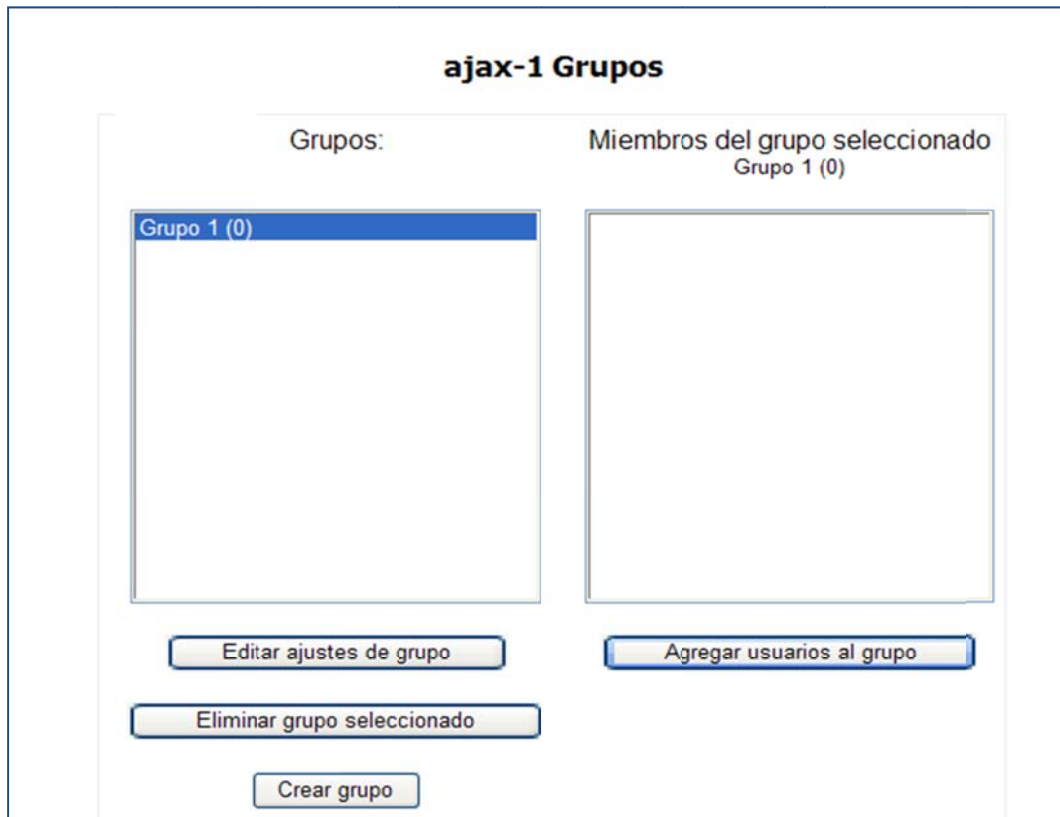 ajax-1 Grupos
Grupos:
Miembros del grupo seleccionado
Grupo 1 (0)
Grupo 1 (0)
Editar ajustes de grupo
Agregar usuarios al grupo
Eliminar grupo seleccionado
Crear grupo